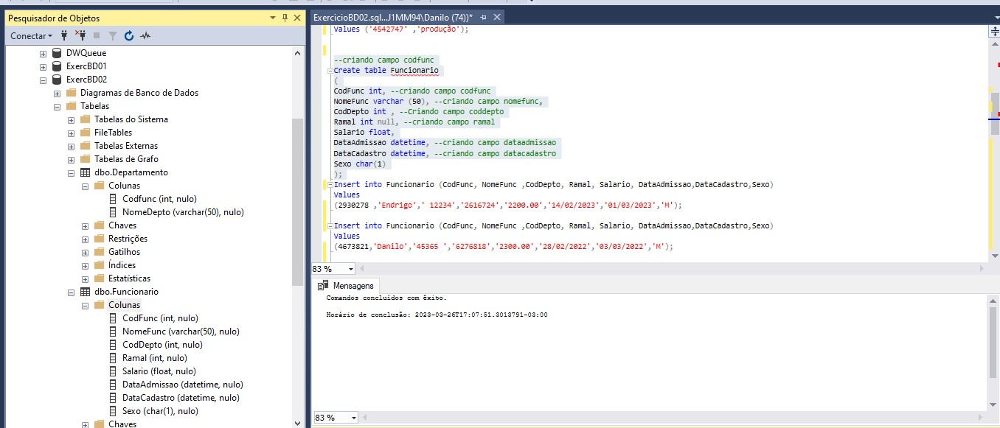 Pesquisador de Objetos
Conectar
DWQueue
ExercBD01
ExercBD02
Diagramas de Banco de Dados
Tabelas
Tabelas do Sistema
FileTables
Tabelas Externas
Tabelas de Grafo
dbo.Departamento
Colunas
Codfunc (int, nulo)
NomeDepto (varchar(50), nulo)
Chaves
Restrições
Gatilhos
Índices
Estatísticas
dbo.Funcionario
Colunas
CodFunc (int, nulo)
NomeFunc (varchar(50), nulo)
CodDepto (int, nulo)
Ramal (int, nulo)
Salario (float, nulo)
DataAdmissao (datetime, nulo)
DataCadastro (datetime, nulo)
Sexo (char(1), nulo)
Chaves
ExercicioBD02.sql...J1MM94\Danilo (74))*
Values ('4542747' ,'produção');
--criando campo codfunc
Create table Funcionario
(
CodFunc int, --criando campo codfunc
NomeFunc varchar (50), --criando campo nomefunc,
CodDepto int , --Criando campo coddepto
Ramal int null, --criando campo ramal
Salario float,
DataAdmissao datetime, --criando campo dataadmissao
DataCadastro datetime, --criando campo datacadastro
Sexo char(1)
);
Insert into Funcionario (CodFunc, NomeFunc ,CodDepto, Ramal, Salario, DataAdmissao,DataCadastro,Sexo)
Values
(2930278 ,'Endrigo',' 12234','2616724','2200.00','14/02/2023','01/03/2023','M');
Insert into Funcionario (CodFunc, NomeFunc ,CodDepto, Ramal, Salario, DataAdmissao,DataCadastro,Sexo)
Values
(4673821,'Danilo','45365 ','6276818','2300.00','28/02/2022','03/03/2022','M');
83 %
Mensagens
Comandos concluídos com êxito.
Horário de conclusão: 2023-03-26T17:07:51.3013791-03:00
83 %